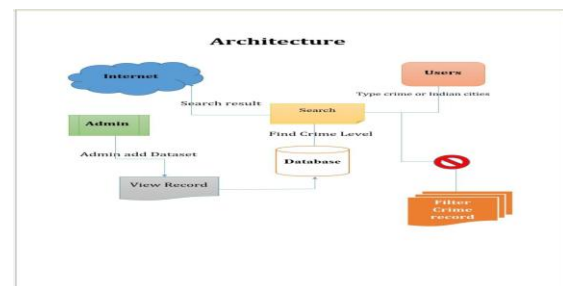 Architecture
Internet
Users
Type crime or Indian cities
Search result
Search
Admin
Find Crime Level
Admin add Dataset
Database
View Record
Filter
Crime
record